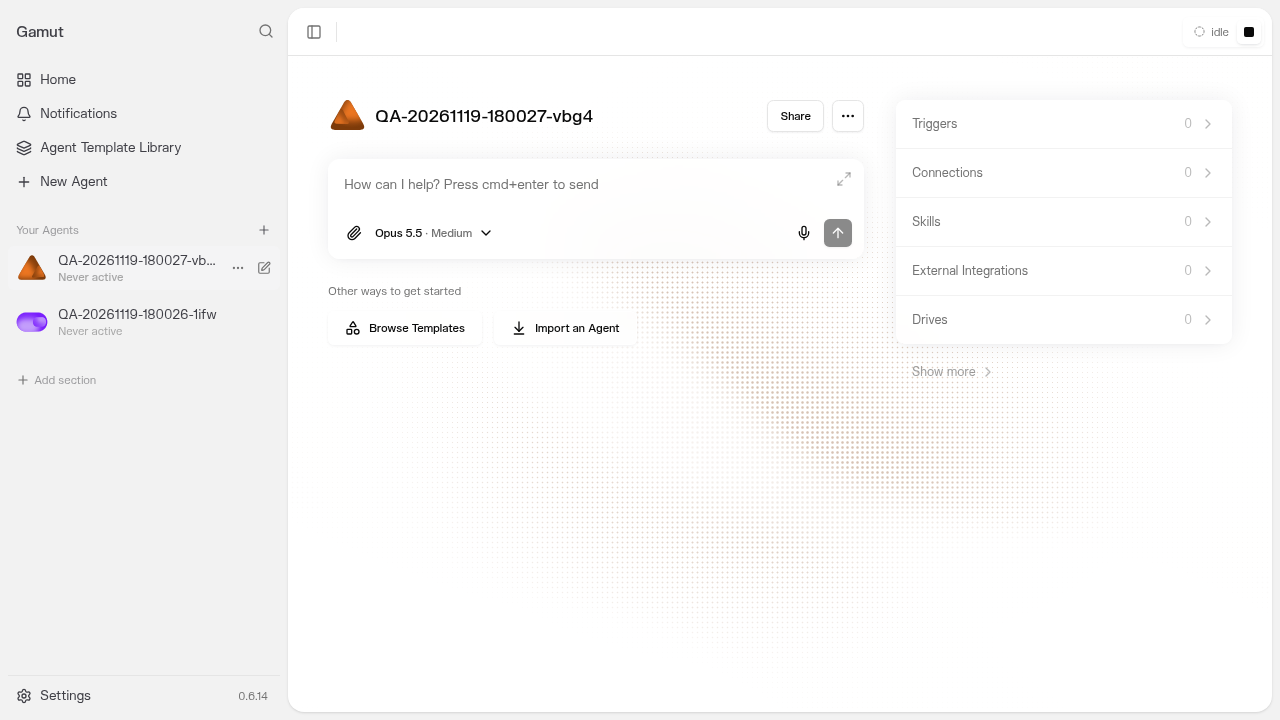 Gamut
Home
Notifications
Agent Template Library
New Agent
Your Agents
QA-20261119-180027-vb...
Never active
QA-20261119-180026-1ifw
Never active
Add section
Settings
0.6.14
idle
QA-20261119-180027-vbg4
Share
How can I help? Press cmd+enter to send
Opus 5.5 · Medium
Other ways to get started
Browse Templates
Import an Agent
Triggers 0
Connections 0
Skills 0
External Integrations 0
Drives 0
Show more